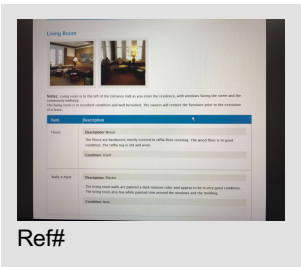 Living Room
Notes: Living room is to the left of the Entrance Hall as you enter the residence, with windows facing the street and the
community walkway.
The living room is in excellent condition and well furnished. The owners will remove the furniture prior to the execution
of a lease.
Item Description
Floors
Description: Wood
The floors are hardwood, mostly covered in raffia floor covering. The wood floor is in good
condition. The raffia rug is old and worn.
Condition:
Walls & Paint
Description: Plaster
The living room walls are painted a dark maroon color and appear to be in very good condition.
The living room also has white painted trim around the windows and the molding.
Condition:
Ref#